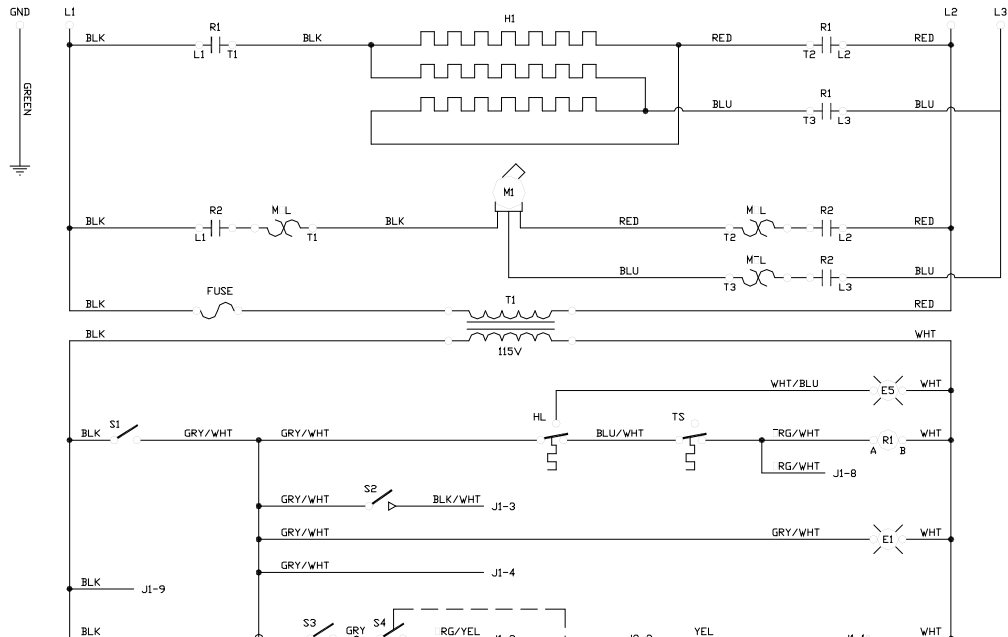 GND L1 H1 L2 L3
R1 R1
BLK BLK RED RED
L1 T1 T2 L2
GREEN
R1
BLU BLU
T3 L3
M1
R2 M L M L R2
BLK BLK RED RED
L1 T1 T2 L2
M L R2
BLU BLU
T3 L3
FUSE T1
BLK RED
BLK WHT
115V
WHT/BLU E5 WHT
S1 HL TS
BLK GRY/WHT GRY/WHT BLU/WHT RG/WHT R1 WHT
A B
RG/WHT J1-8
S2
GRY/WHT BLK/WHT J1-3
GRY/WHT GRY/WHT E1 WHT
GRY/WHT J1-4
BLK J1-9
S3 S4
BLK GRY RG/YEL YEL WHT